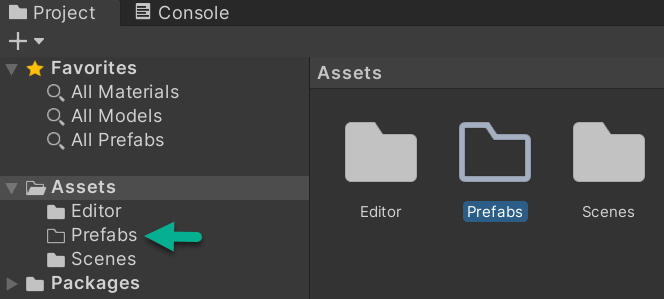 Project
Console
Favorites
All Materials
All Models
All Prefabs
Assets
Editor
Prefabs
Scenes
Packages
Assets
Editor
Prefabs
Scenes